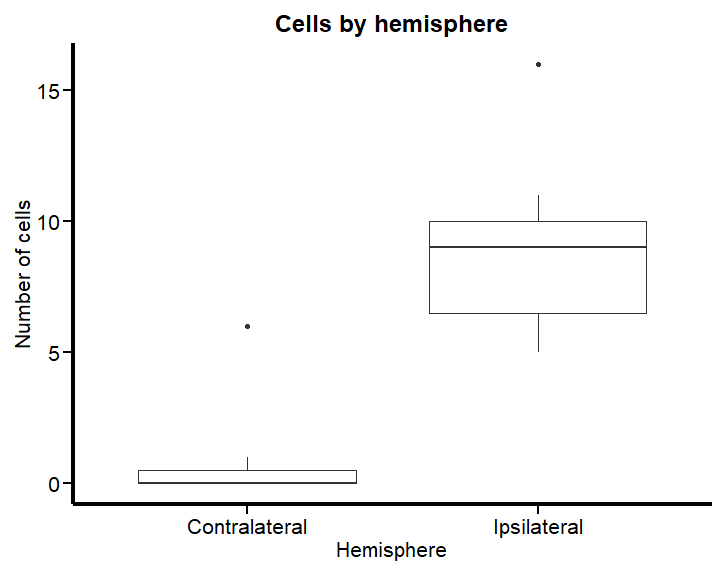 Cells by hemisphere
Number of cells
15
10
5
0
Contralateral Ipsilateral
Hemisphere